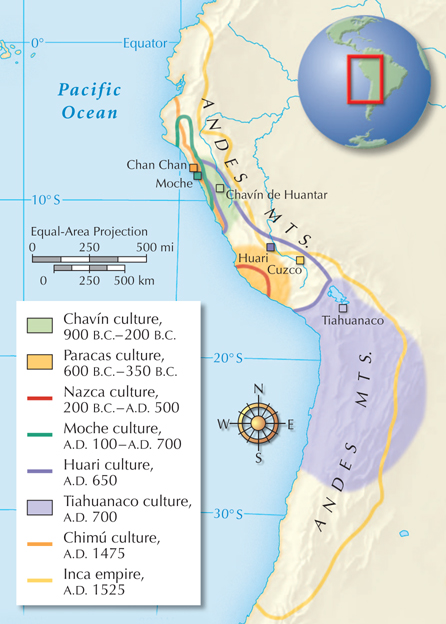 0°
Equator
Pacific
Ocean
ANDES MTS.
Chan Chan
Moche
Chavín de Huantar
10°S
Equal-Area Projection
0 250 500 mi
0 250 500 km
Huari
Cuzco
Tiahuanaco
Chavín culture,
900 B.C.–200 B.C.
Paracas culture,
600 B.C.–350 B.C.
Nazca culture,
200 B.C.–A.D. 500
Moche culture,
A.D. 100–A.D. 700
Huari culture,
A.D. 650
Tiahuanaco culture,
A.D. 700
Chimú culture,
A.D. 1475
Inca empire,
A.D. 1525
20°S
N
W E
S
ANDES MTS.
30°S